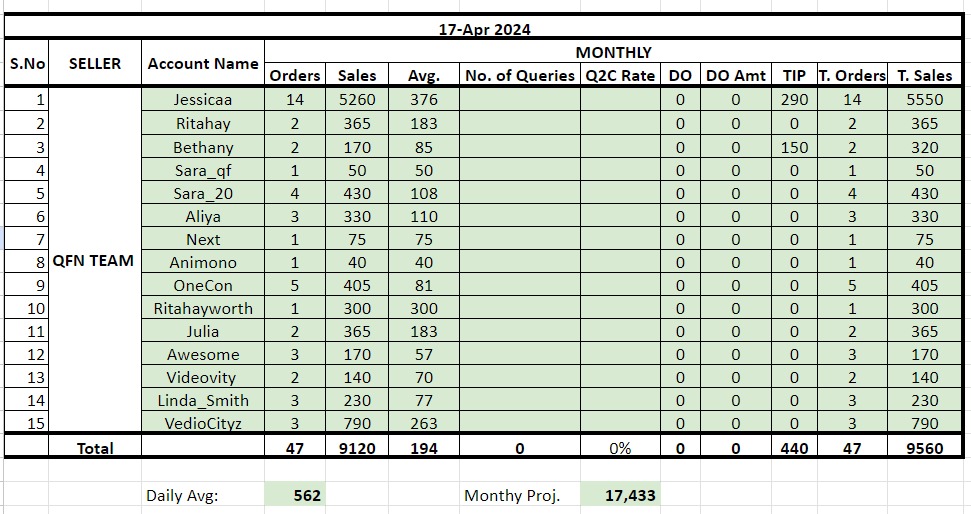 17-Apr 2024
S.No SELLER Account Name MONTHLY
Orders Sales Avg. No. of Queries Q2C Rate DO DO Amt TIP T. Orders T. Sales
1 Jessicaa 14 5260 376 0 0 290 14 5550
2 Ritahay 2 365 183 0 0 0 2 365
3 Bethany 2 170 85 0 0 150 2 320
4 Sara_qf 1 50 50 0 0 0 1 50
5 Sara_20 4 430 108 0 0 0 4 430
6 Aliya 3 330 110 0 0 0 3 330
7 Next 1 75 75 0 0 0 1 75
8 QFN TEAM Animono 1 40 40 0 0 0 1 40
9 OneCon 5 405 81 0 0 0 5 405
10 Ritahayworth 1 300 300 0 0 0 1 300
11 Julia 2 365 183 0 0 0 2 365
12 Awesome 3 170 57 0 0 0 3 170
13 Videovity 2 140 70 0 0 0 2 140
14 Linda_Smith 3 230 77 0 0 0 3 230
15 VedioCityz 3 790 263 0 0 0 3 790
Total 47 9120 194 0 0% 0 0 440 47 9560
Daily Avg: 562 Monthy Proj. 17,433